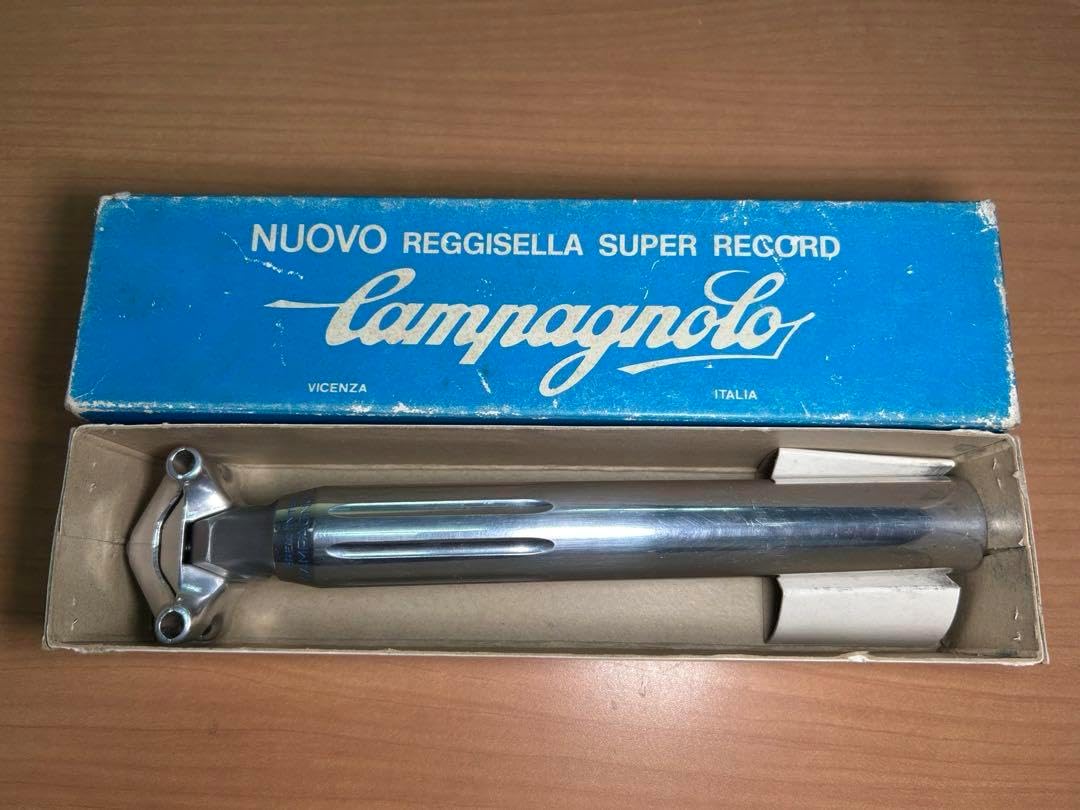 NUOVO REGGISELLA SUPER RECORD
Campagnolo
VICENZA ITALIA